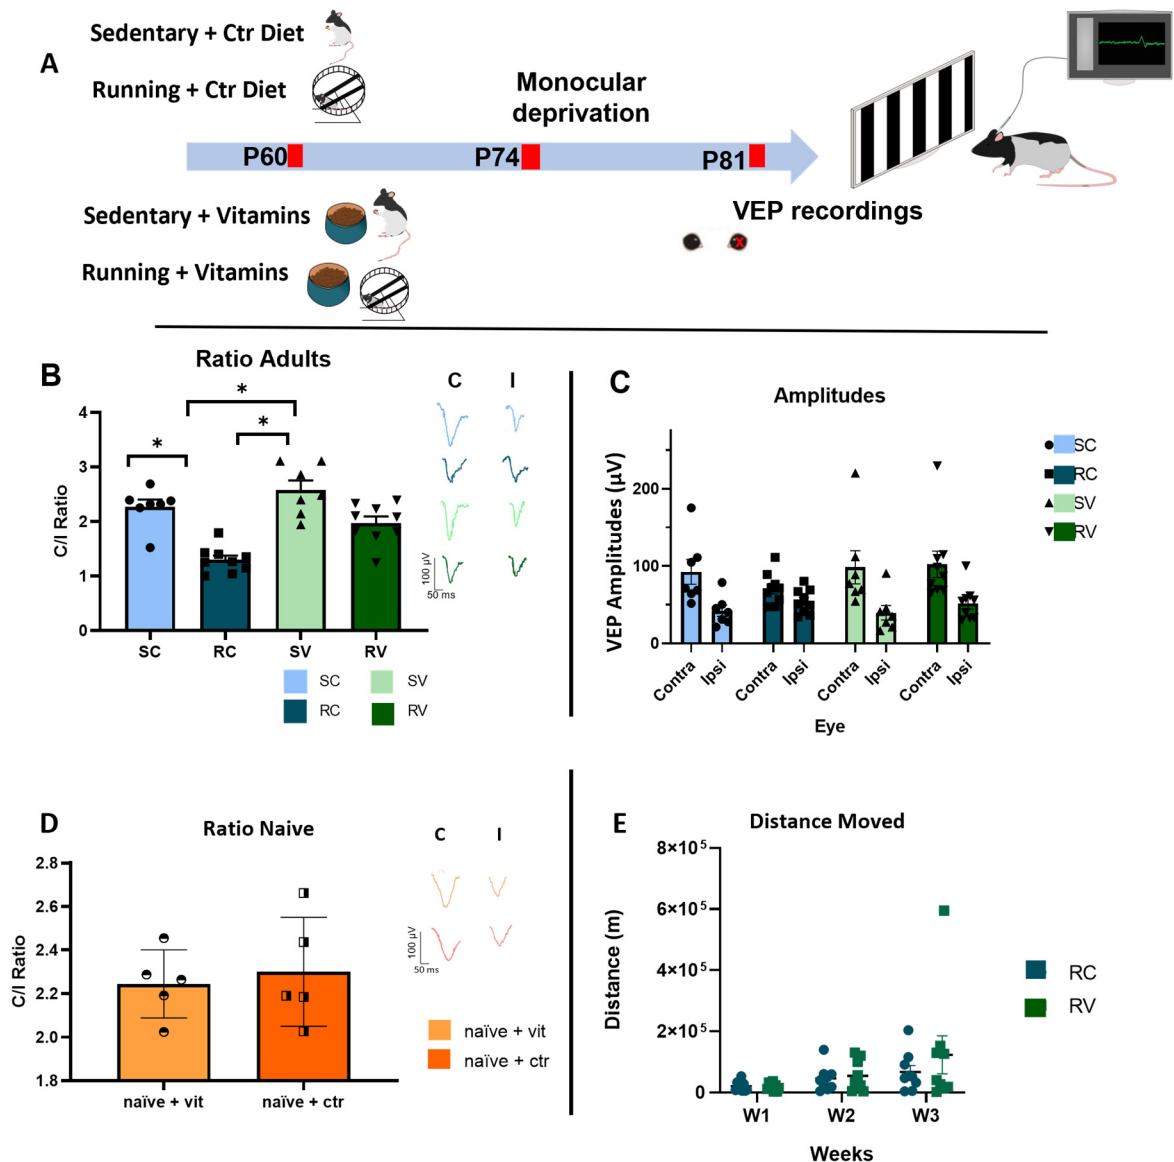 A
Sedentary + Ctr Diet
Running + Ctr Diet
Monocular
deprivation
P60
P74
P81
Sedentary + Vitamins
Running + Vitamins
VEP recordings
x
B
Ratio Adults
C I
*
*
*
C/I Ratio
4
3
2
1
0
SC RC SV RV
100 µV
50 ms
SC SV
RC RV
C
Amplitudes
VEP Amplitudes (µV)
200
100
0
Contra Ipsi Contra Ipsi Contra Ipsi Contra Ipsi
Eye
SC
RC
SV
RV
D
Ratio Naive
C I
C/I Ratio
2.8
2.6
2.4
2.2
2.0
1.8
naïve + vit naïve + ctr
100 µV
50 ms
naïve + vit
naïve + ctr
E
Distance Moved
Distance (m)
8×10⁵
6×10⁵
4×10⁵
2×10⁵
0
W1 W2 W3
Weeks
RC
RV